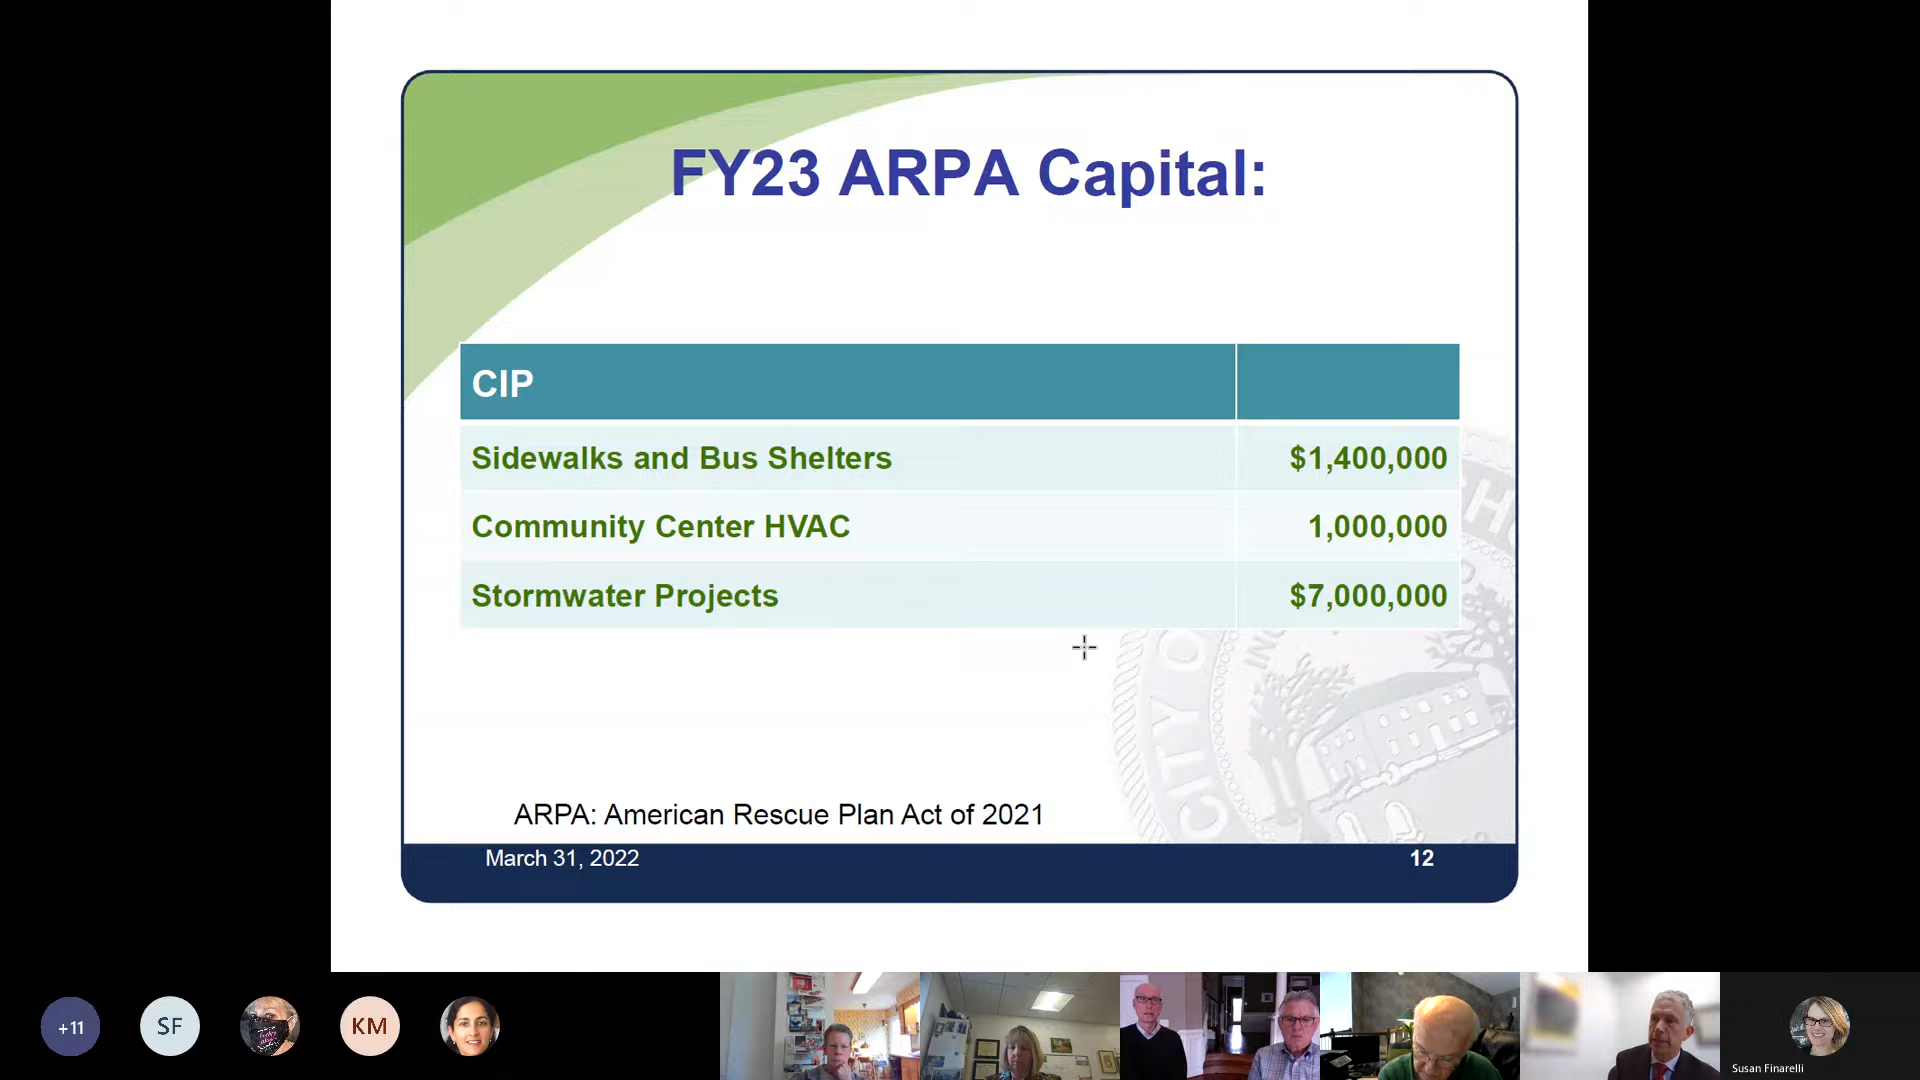 FY23 ARPA Capital:
CIP
Sidewalks and Bus Shelters $1,400,000
Community Center HVAC 1,000,000
Stormwater Projects $7,000,000
CITY O
ARPA: American Rescue Plan Act of 2021
March 31, 2022 12
+11 SF KM
Susan Finarelli